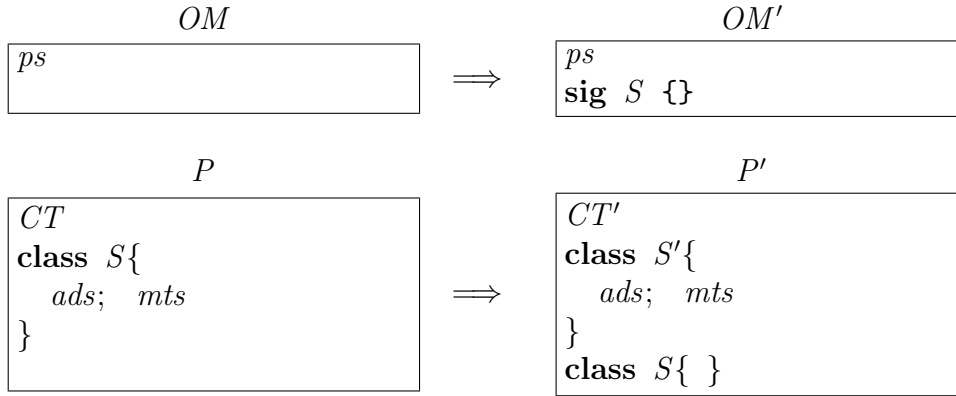 OM OM′
ps ps
⟹
sig S {}
P P′
CT CT′
class S{ class S′{
ads; mts ⟹ ads; mts
} }
class S{ }